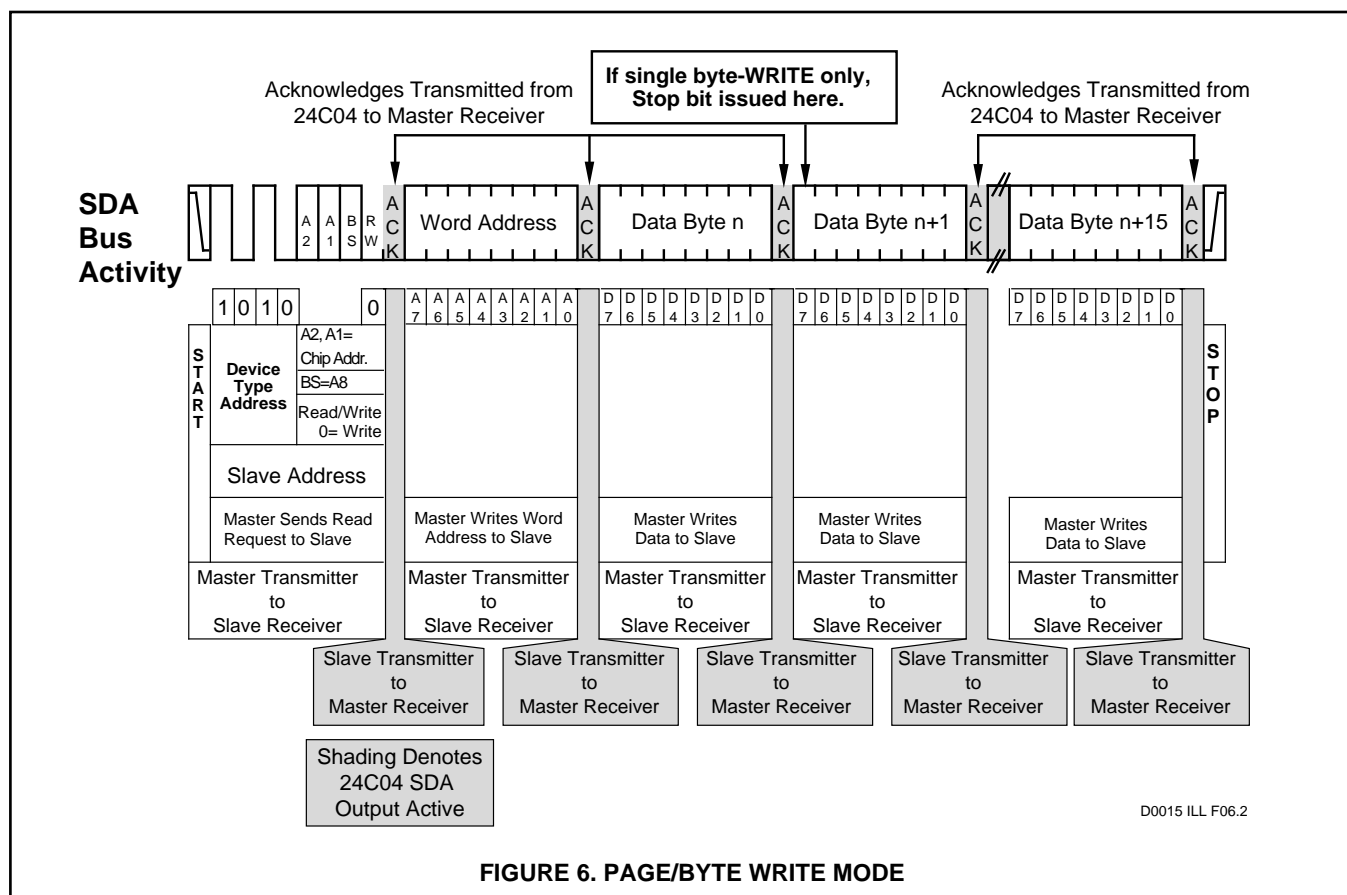 If single byte-WRITE only,
Stop bit issued here.
Acknowledges Transmitted from
24C04 to Master Receiver
Acknowledges Transmitted from
24C04 to Master Receiver
SDA
Bus
Activity
A2 A1 BS RW ACK Word Address ACK Data Byte n ACK Data Byte n+1 ACK Data Byte n+15 ACK
1 0 1 0 0 A7 A6 A5 A4 A3 A2 A1 A0 D7 D6 D5 D4 D3 D2 D1 D0 D7 D6 D5 D4 D3 D2 D1 D0 D7 D6 D5 D4 D3 D2 D1 D0
START
Device
Type
Address
A2, A1=
Chip Addr.
BS=A8
Read/Write
0= Write
STOP
Slave Address
Master Sends Read
Request to Slave
Master Writes Word
Address to Slave
Master Writes
Data to Slave
Master Writes
Data to Slave
Master Writes
Data to Slave
Master Transmitter
to
Slave Receiver
Master Transmitter
to
Slave Receiver
Master Transmitter
to
Slave Receiver
Master Transmitter
to
Slave Receiver
Master Transmitter
to
Slave Receiver
Slave Transmitter
to
Master Receiver
Slave Transmitter
to
Master Receiver
Slave Transmitter
to
Master Receiver
Slave Transmitter
to
Master Receiver
Slave Transmitter
to
Master Receiver
Shading Denotes
24C04 SDA
Output Active
D0015 ILL F06.2
FIGURE 6. PAGE/BYTE WRITE MODE